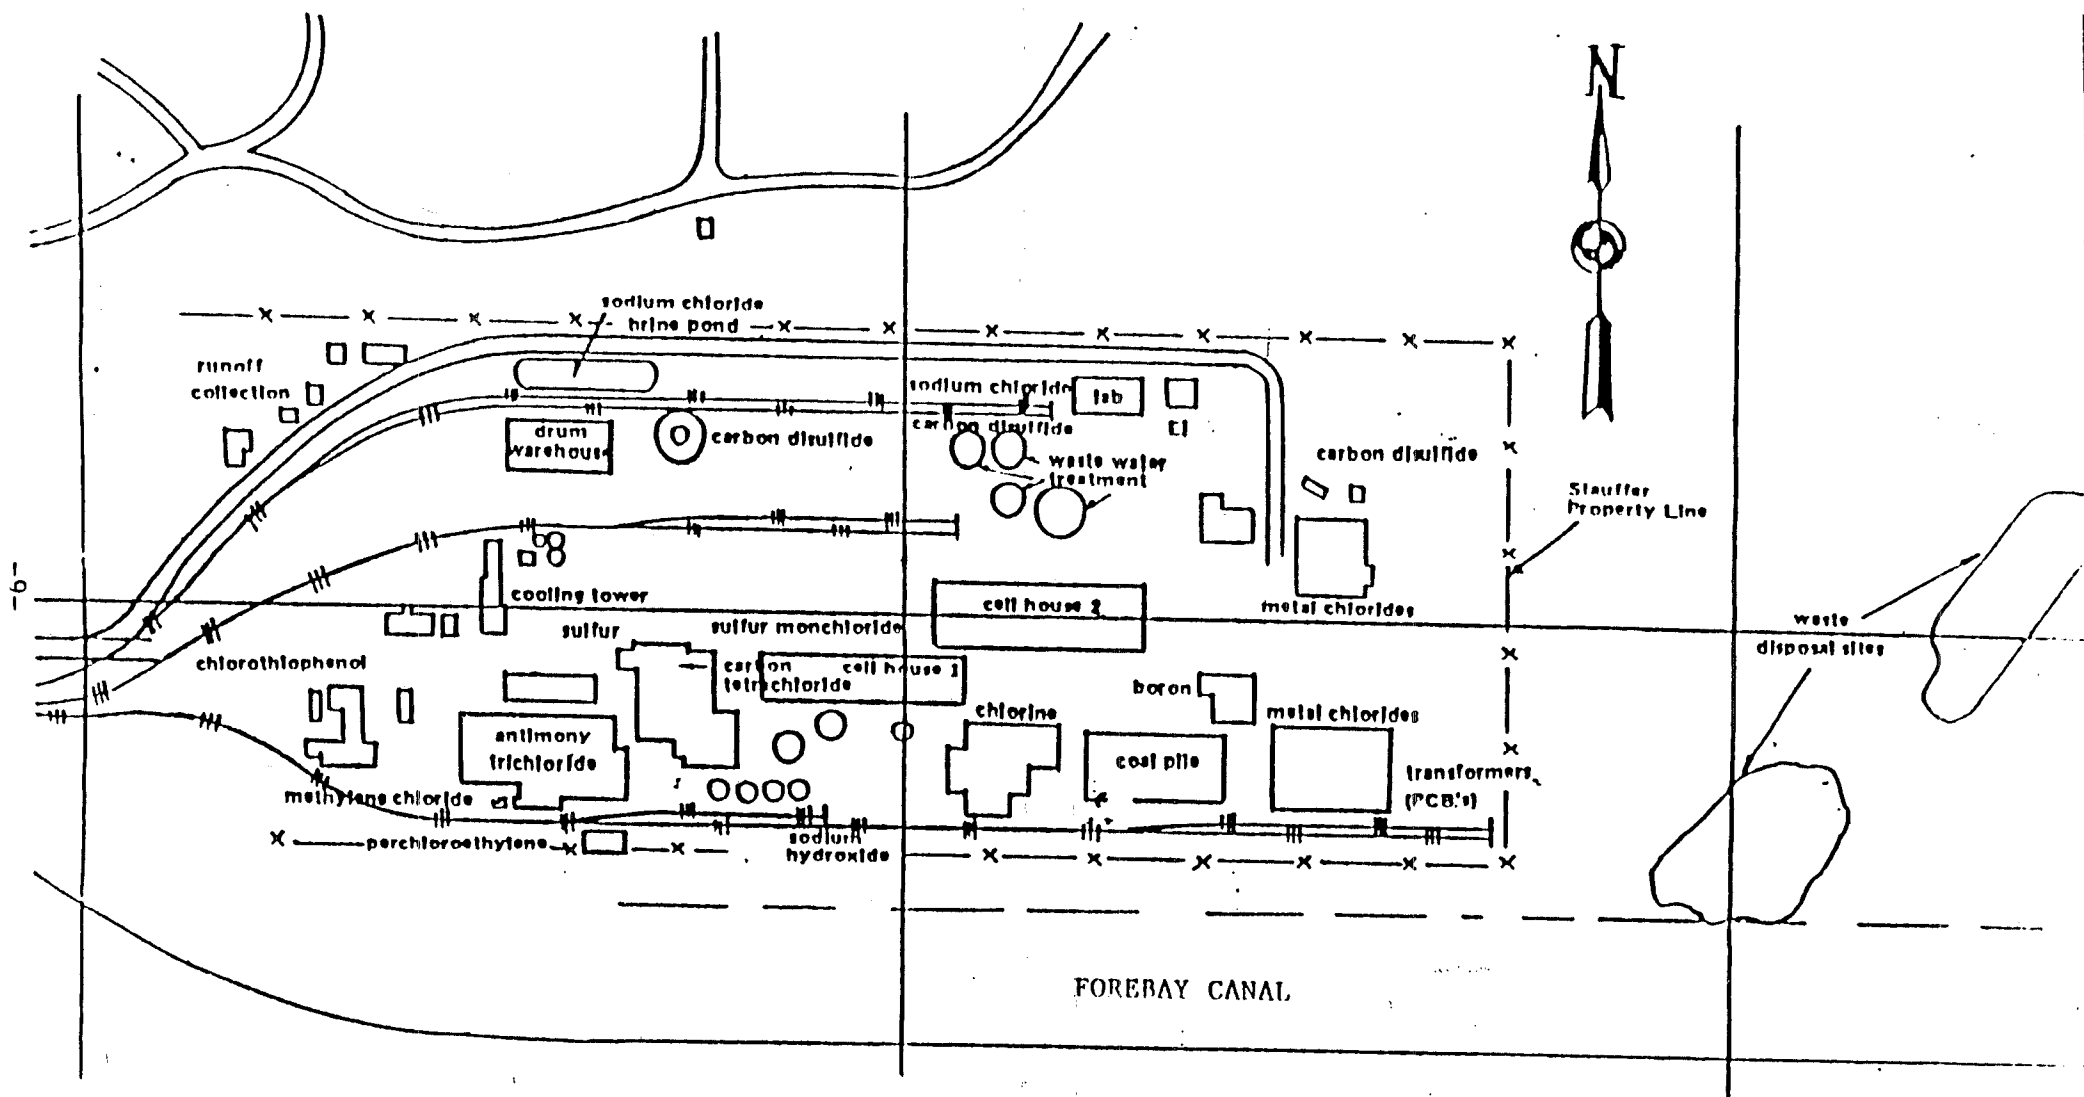 N
sodium chloride
brine pond
runoff
collection
sodium chloride
lab
carbon disulfide
drum
warehouse
carbon disulfide
waste water
treatment
carbon disulfide
Stauffer
Property Line
-6-
cooling tower
cell house 2
metal chlorides
sulfur
sulfur monchloride
waste
disposal sites
chlorothiophenol
carbon
tetrachloride
cell house 1
boron
chlorine
metal chlorides
antimony
trichloride
coal pile
transformers
(PCB's)
methylene chloride
perchloroethylene
sodium
hydroxide
FOREBAY CANAL